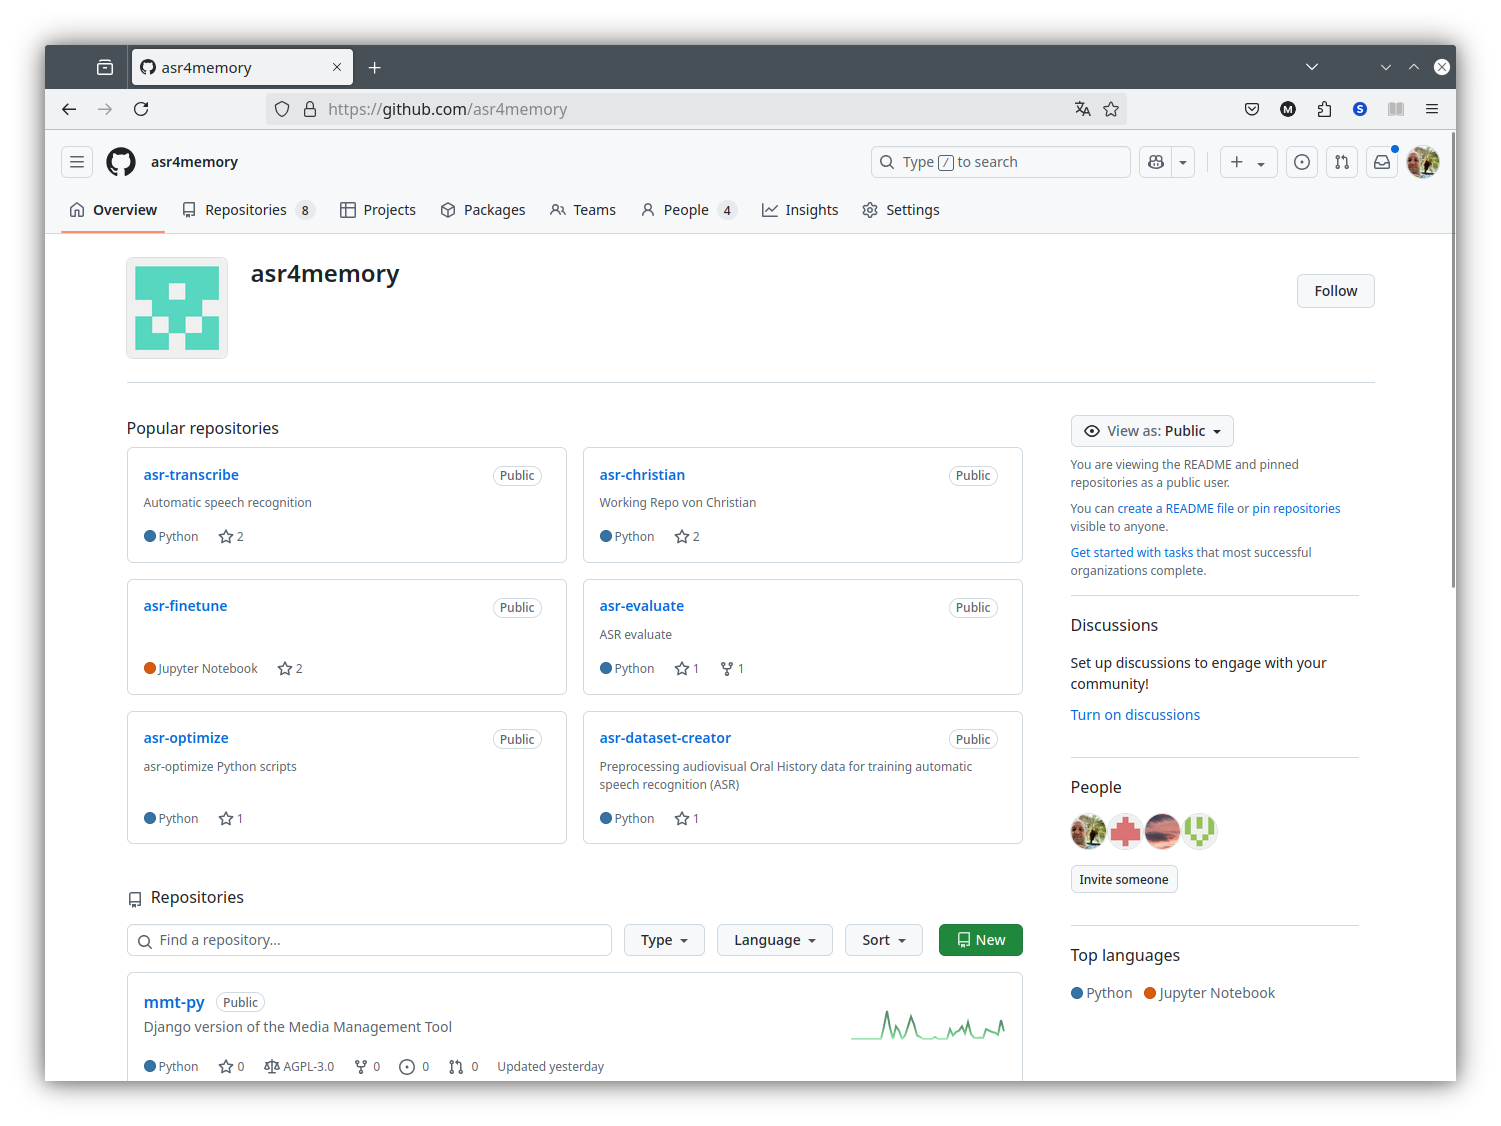 asr4memory
https://github.com/asr4memory
M
S
asr4memory
Type / to search
Overview
Repositories 8
Projects
Packages
Teams
People 4
Insights
Settings
asr4memory
Follow
Popular repositories
asr-transcribe Public
Automatic speech recognition
Python 2
asr-christian Public
Working Repo von Christian
Python 2
asr-finetune Public
Jupyter Notebook 2
asr-evaluate Public
ASR evaluate
Python 1 1
asr-optimize Public
asr-optimize Python scripts
Python 1
asr-dataset-creator Public
Preprocessing audiovisual Oral History data for training automatic
speech recognition (ASR)
Python 1
Repositories
Find a repository...
Type
Language
Sort
New
mmt-py Public
Django version of the Media Management Tool
Python 0 AGPL-3.0 0 0 0 Updated yesterday
View as: Public
You are viewing the README and pinned
repositories as a public user.
You can create a README file or pin repositories
visible to anyone.
Get started with tasks that most successful
organizations complete.
Discussions
Set up discussions to engage with your
community!
Turn on discussions
People
Invite someone
Top languages
Python Jupyter Notebook